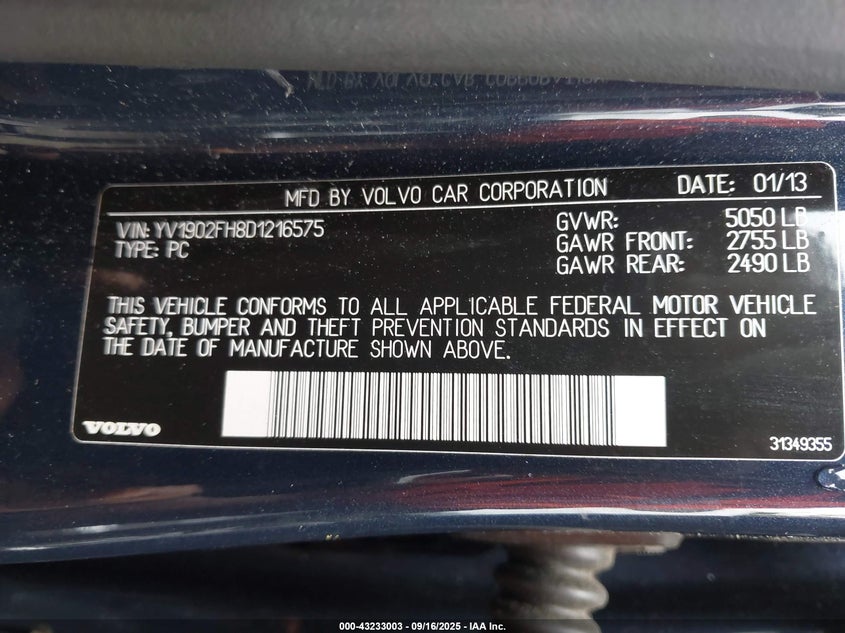 MFD BY VOLVO CAR CORPORATION DATE: 01/13
VIN: YV1902FH8D1216575 GVWR: 5050 LB
TYPE: PC GAWR FRONT: 2755 LB
GAWR REAR: 2490 LB
THIS VEHICLE CONFORMS TO ALL APPLICABLE FEDERAL MOTOR VEHICLE
SAFETY, BUMPER AND THEFT PREVENTION STANDARDS IN EFFECT ON
THE DATE OF MANUFACTURE SHOWN ABOVE.
VOLVO 31349355
000-43233003 - 09/16/2025 - IAA Inc.